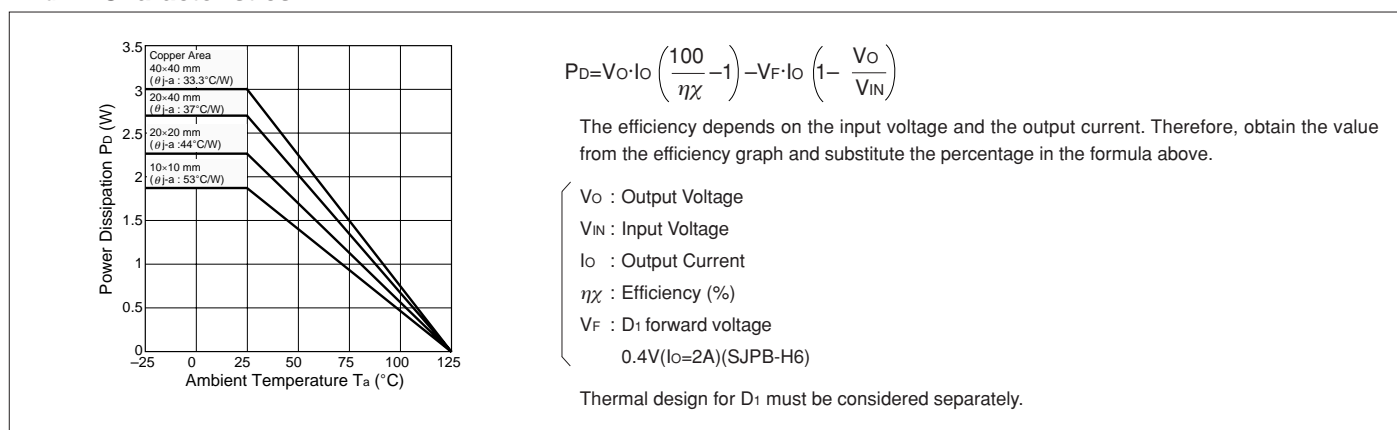 3.5
3
2.5
2
1.5
1
0.5
0
Power Dissipation PD (W)
Copper Area
40×40 mm
(θj-a : 33.3°C/W)
20×40 mm
(θj-a : 37°C/W)
20×20 mm
(θj-a :44°C/W)
10×10 mm
(θj-a : 53°C/W)
–25 0 25 50 75 100 125
Ambient Temperature Ta (°C)
PD=VO·IO (100/ηχ –1) –VF·IO (1– VO/VIN)
The efficiency depends on the input voltage and the output current. Therefore, obtain the value
from the efficiency graph and substitute the percentage in the formula above.
VO : Output Voltage
VIN : Input Voltage
IO : Output Current
ηχ : Efficiency (%)
VF : D1 forward voltage
0.4V(IO=2A)(SJPB-H6)
Thermal design for D1 must be considered separately.